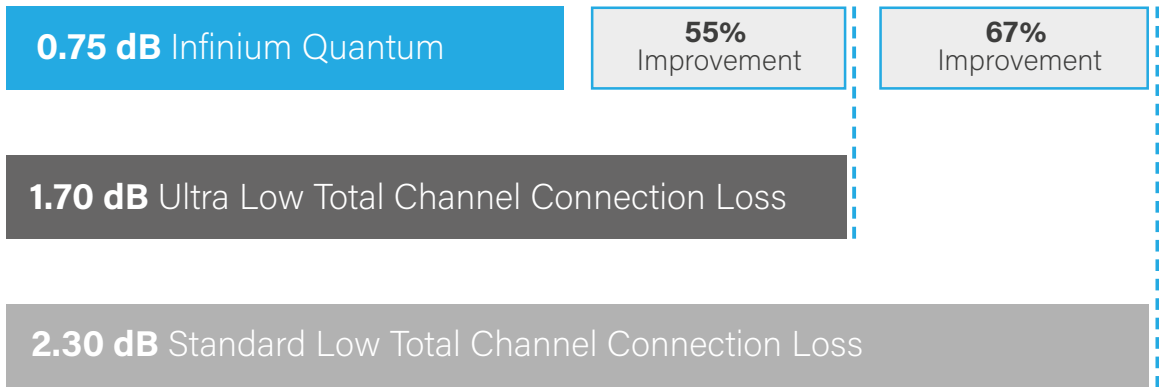 0.75 dB Infinium Quantum
55%
Improvement
67%
Improvement
1.70 dB Ultra Low Total Channel Connection Loss
2.30 dB Standard Low Total Channel Connection Loss